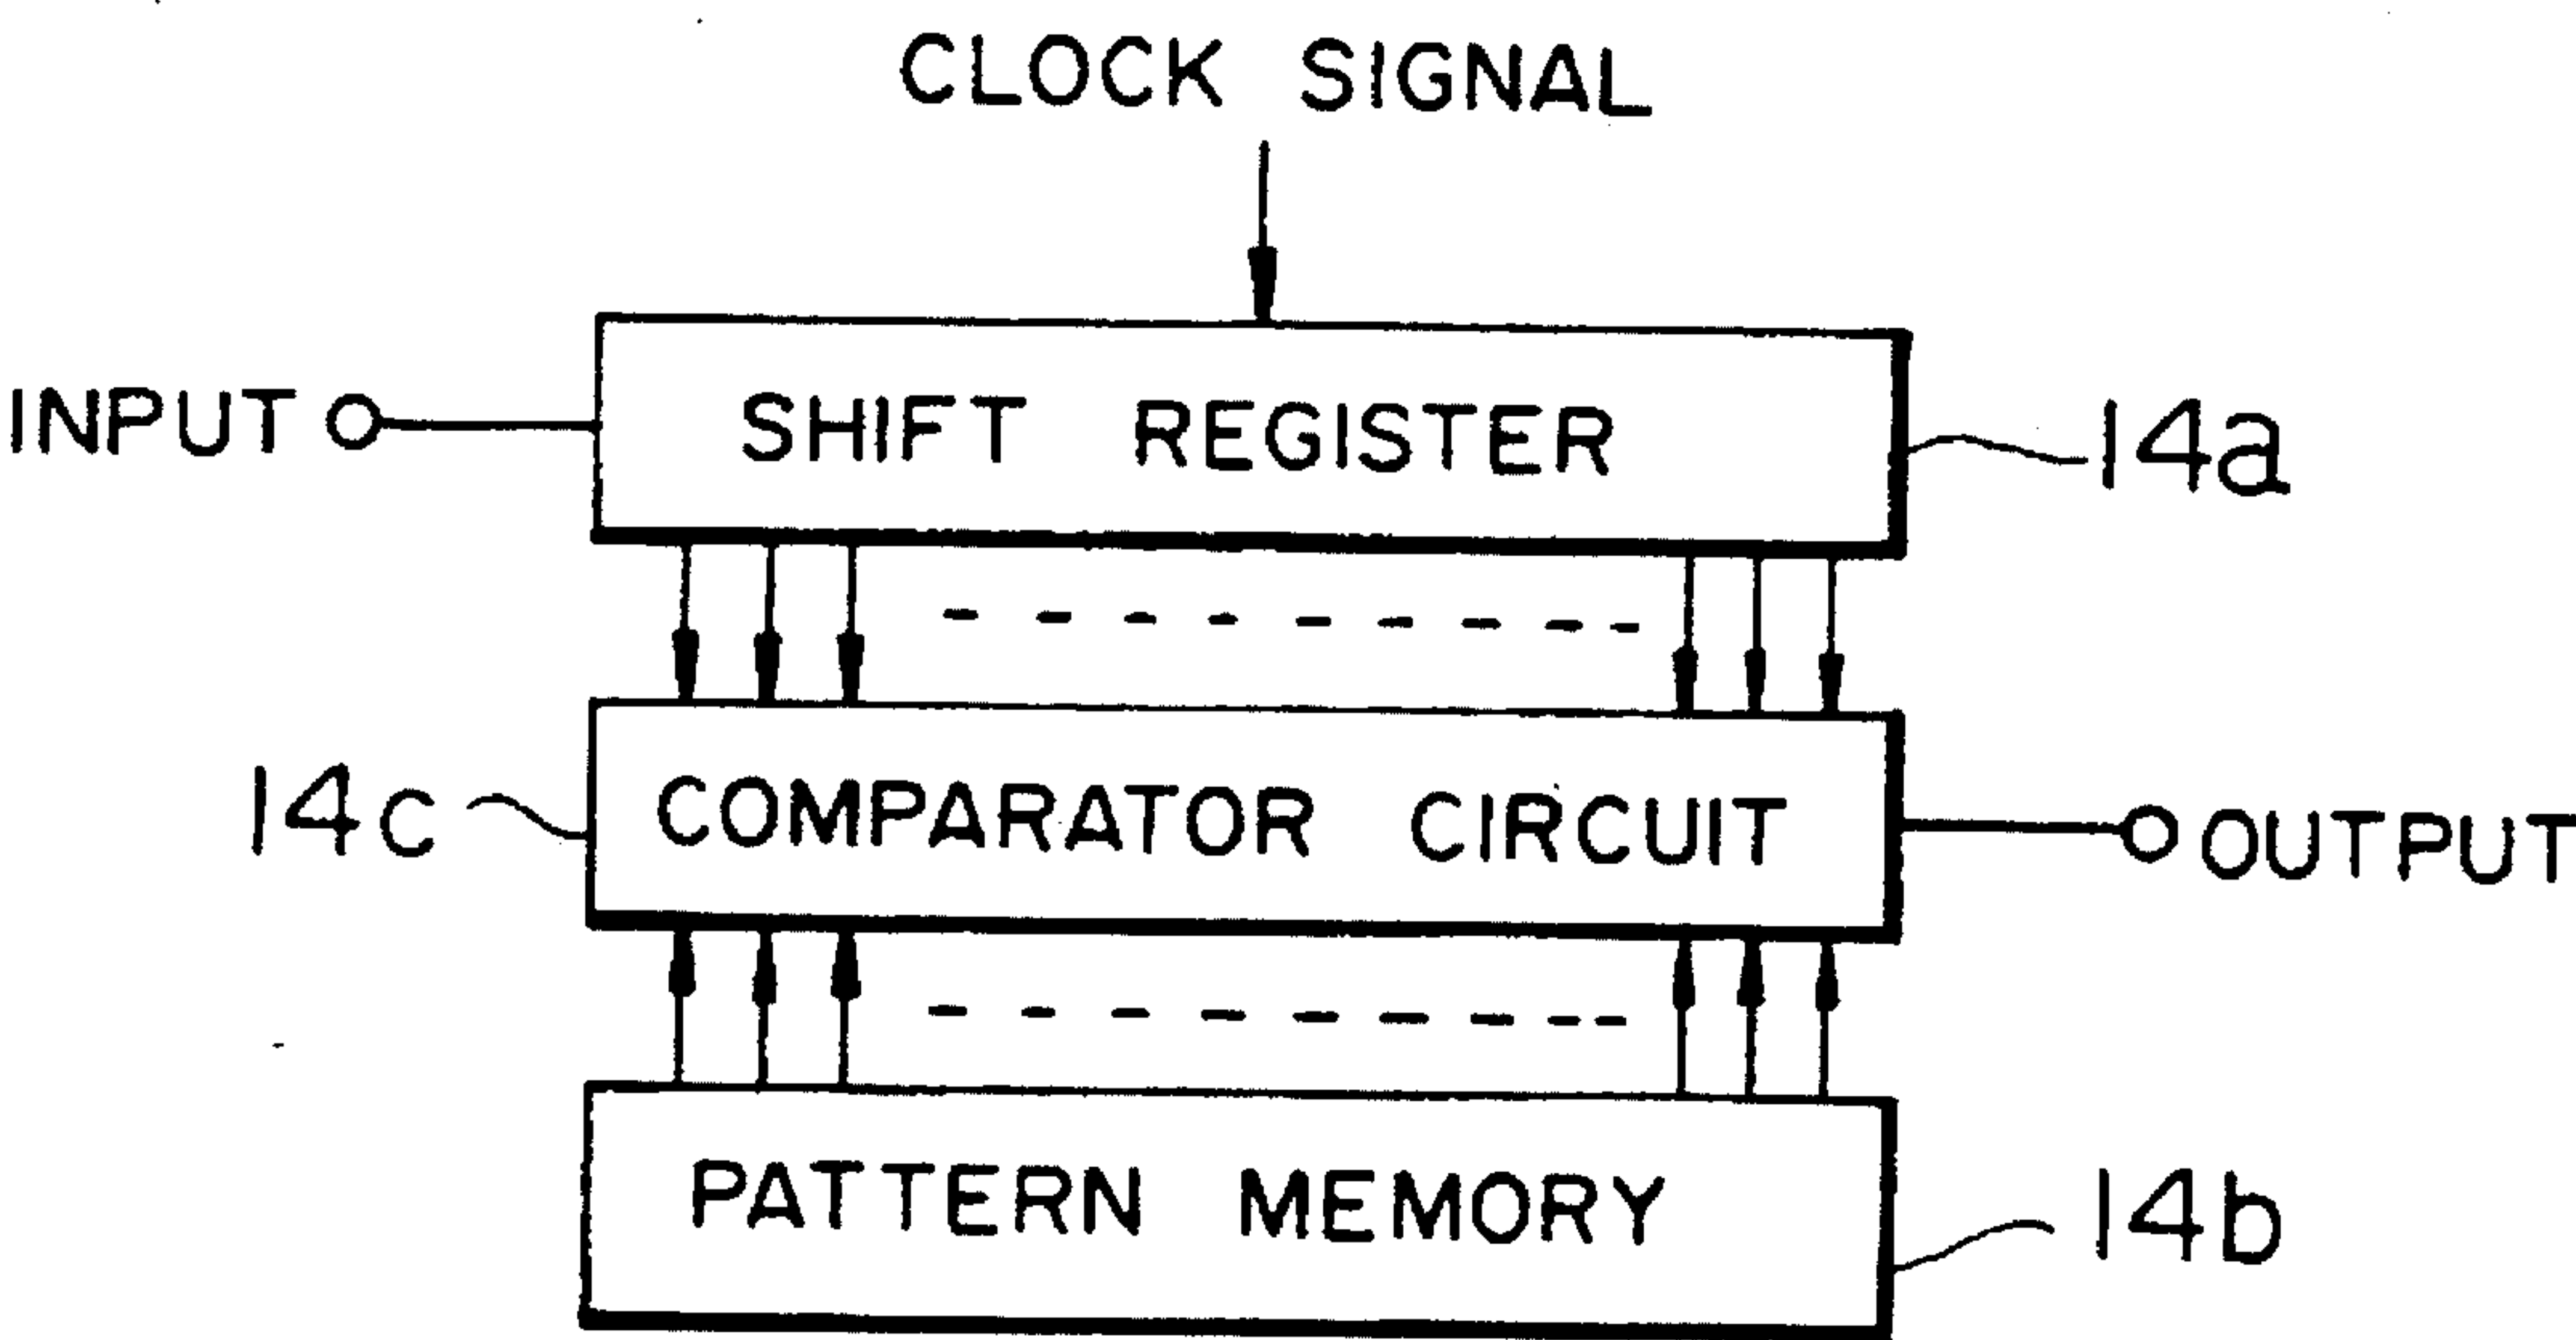 CLOCK SIGNAL
INPUT
SHIFT REGISTER
14a
14c
COMPARATOR CIRCUIT
OUTPUT
PATTERN MEMORY
14b